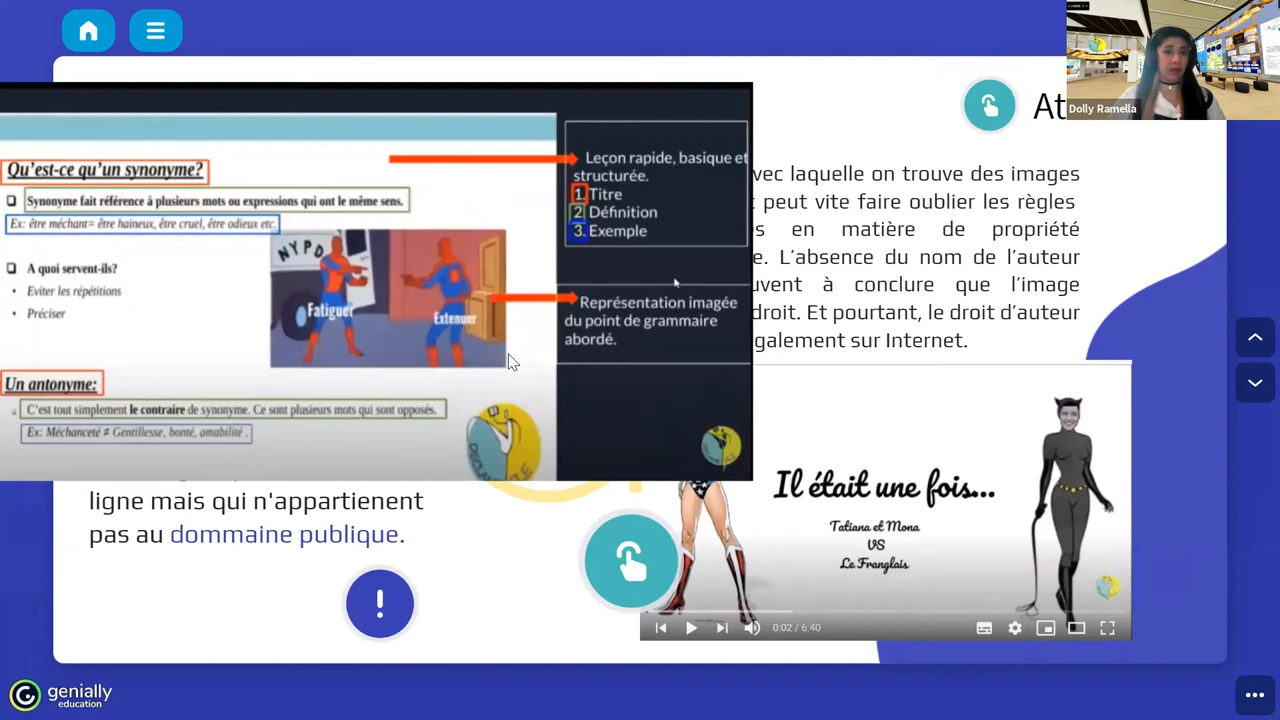 Qu'est-ce qu'un synonyme?
❑ Synonyme fait référence à plusieurs mots ou expressions qui ont le même sens.
Ex: être méchant= être haineux, être cruel, être odieux etc.
❑ A quoi servent-ils?
• Eviter les répétitions
• Préciser
NYPD
Fatiguer
Extenuer
Un antonyme:
C'est tout simplement le contraire de synonyme. Ce sont plusieurs mots qui sont opposés.
Ex: Méchanceté ≠ Gentillesse, bonté, amabilité .
Leçon rapide, basique et
structurée.
1. Titre
2 Définition
3. Exemple
Représentation imagée
du point de grammaire
abordé.
At
Dolly Ramella
vec laquelle on trouve des images
peut vite faire oublier les règles
en matière de propriété
e. L'absence du nom de l'auteur
uvent à conclure que l'image
droit. Et pourtant, le droit d'auteur
galement sur Internet.
ligne mais qui n'appartienent
pas au dommaine publique.
!
Il était une fois...
Tatiana et Mona
VS
Le Franglais
0:02 / 6:40
genially
education